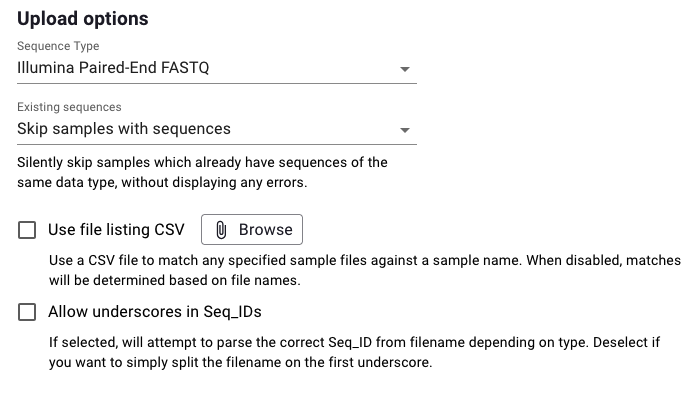 Upload options
Sequence Type
Illumina Paired-End FASTQ
Existing sequences
Skip samples with sequences
Silently skip samples which already have sequences of the
same data type, without displaying any errors.
Use file listing CSV Browse
Use a CSV file to match any specified sample files against a sample name. When disabled, matches
will be determined based on file names.
Allow underscores in Seq_IDs
If selected, will attempt to parse the correct Seq_ID from filename depending on type. Deselect if
you want to simply split the filename on the first underscore.